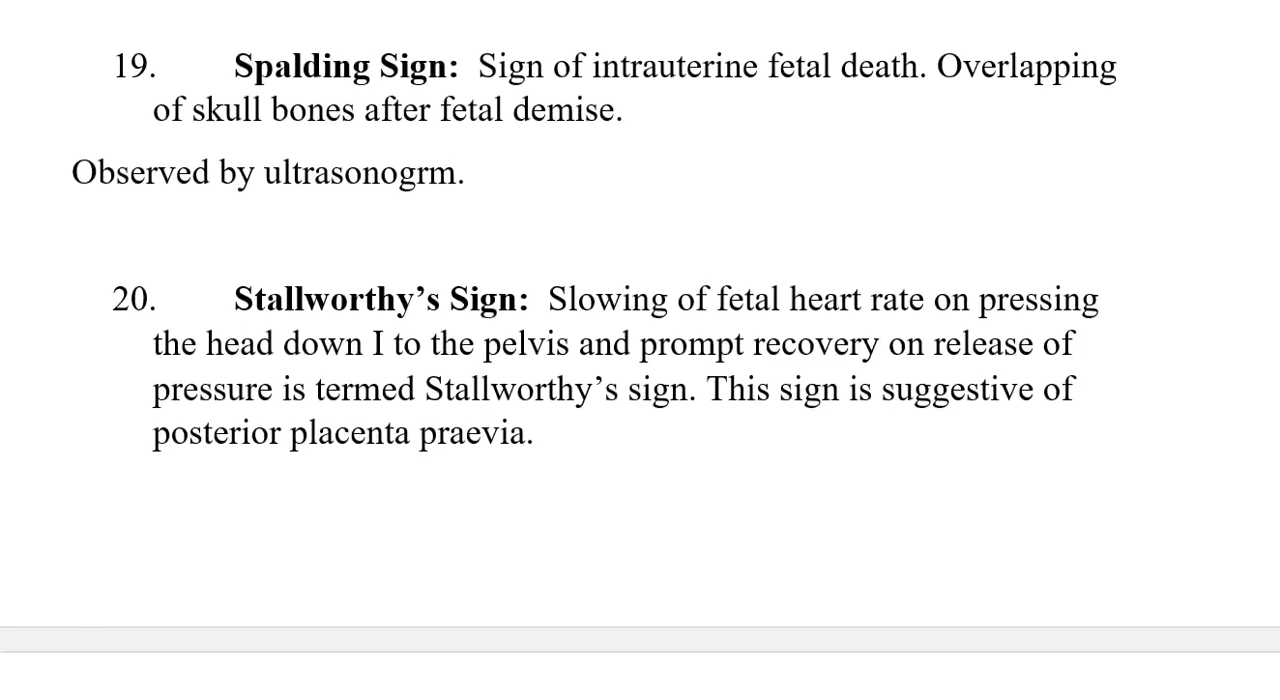 19. Spalding Sign: Sign of intrauterine fetal death. Overlapping
of skull bones after fetal demise.
Observed by ultrasonogrm.
20. Stallworthy’s Sign: Slowing of fetal heart rate on pressing
the head down I to the pelvis and prompt recovery on release of
pressure is termed Stallworthy’s sign. This sign is suggestive of
posterior placenta praevia.